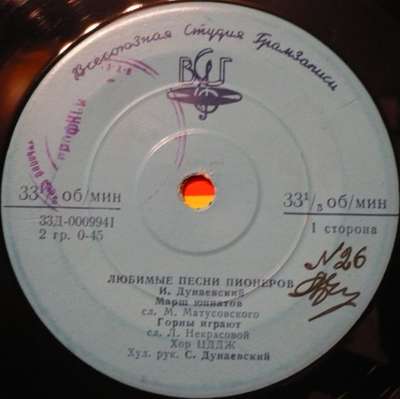 Всесоюзная Студия Грамзаписи
ВСГ
33⅓ об/мин
33⅓ об/мин
33Д-0009941
2 гр. 0-45
1 сторона
N26
ЛЮБИМЫЕ ПЕСНИ ПИОНЕРОВ
И. Дунаевский
Марш юннатов
сл. М. Матусовского
Горны играют
сл. Л. Некрасовой
Хор ЦДДЖ
Худ. рук. С. Дунаевский